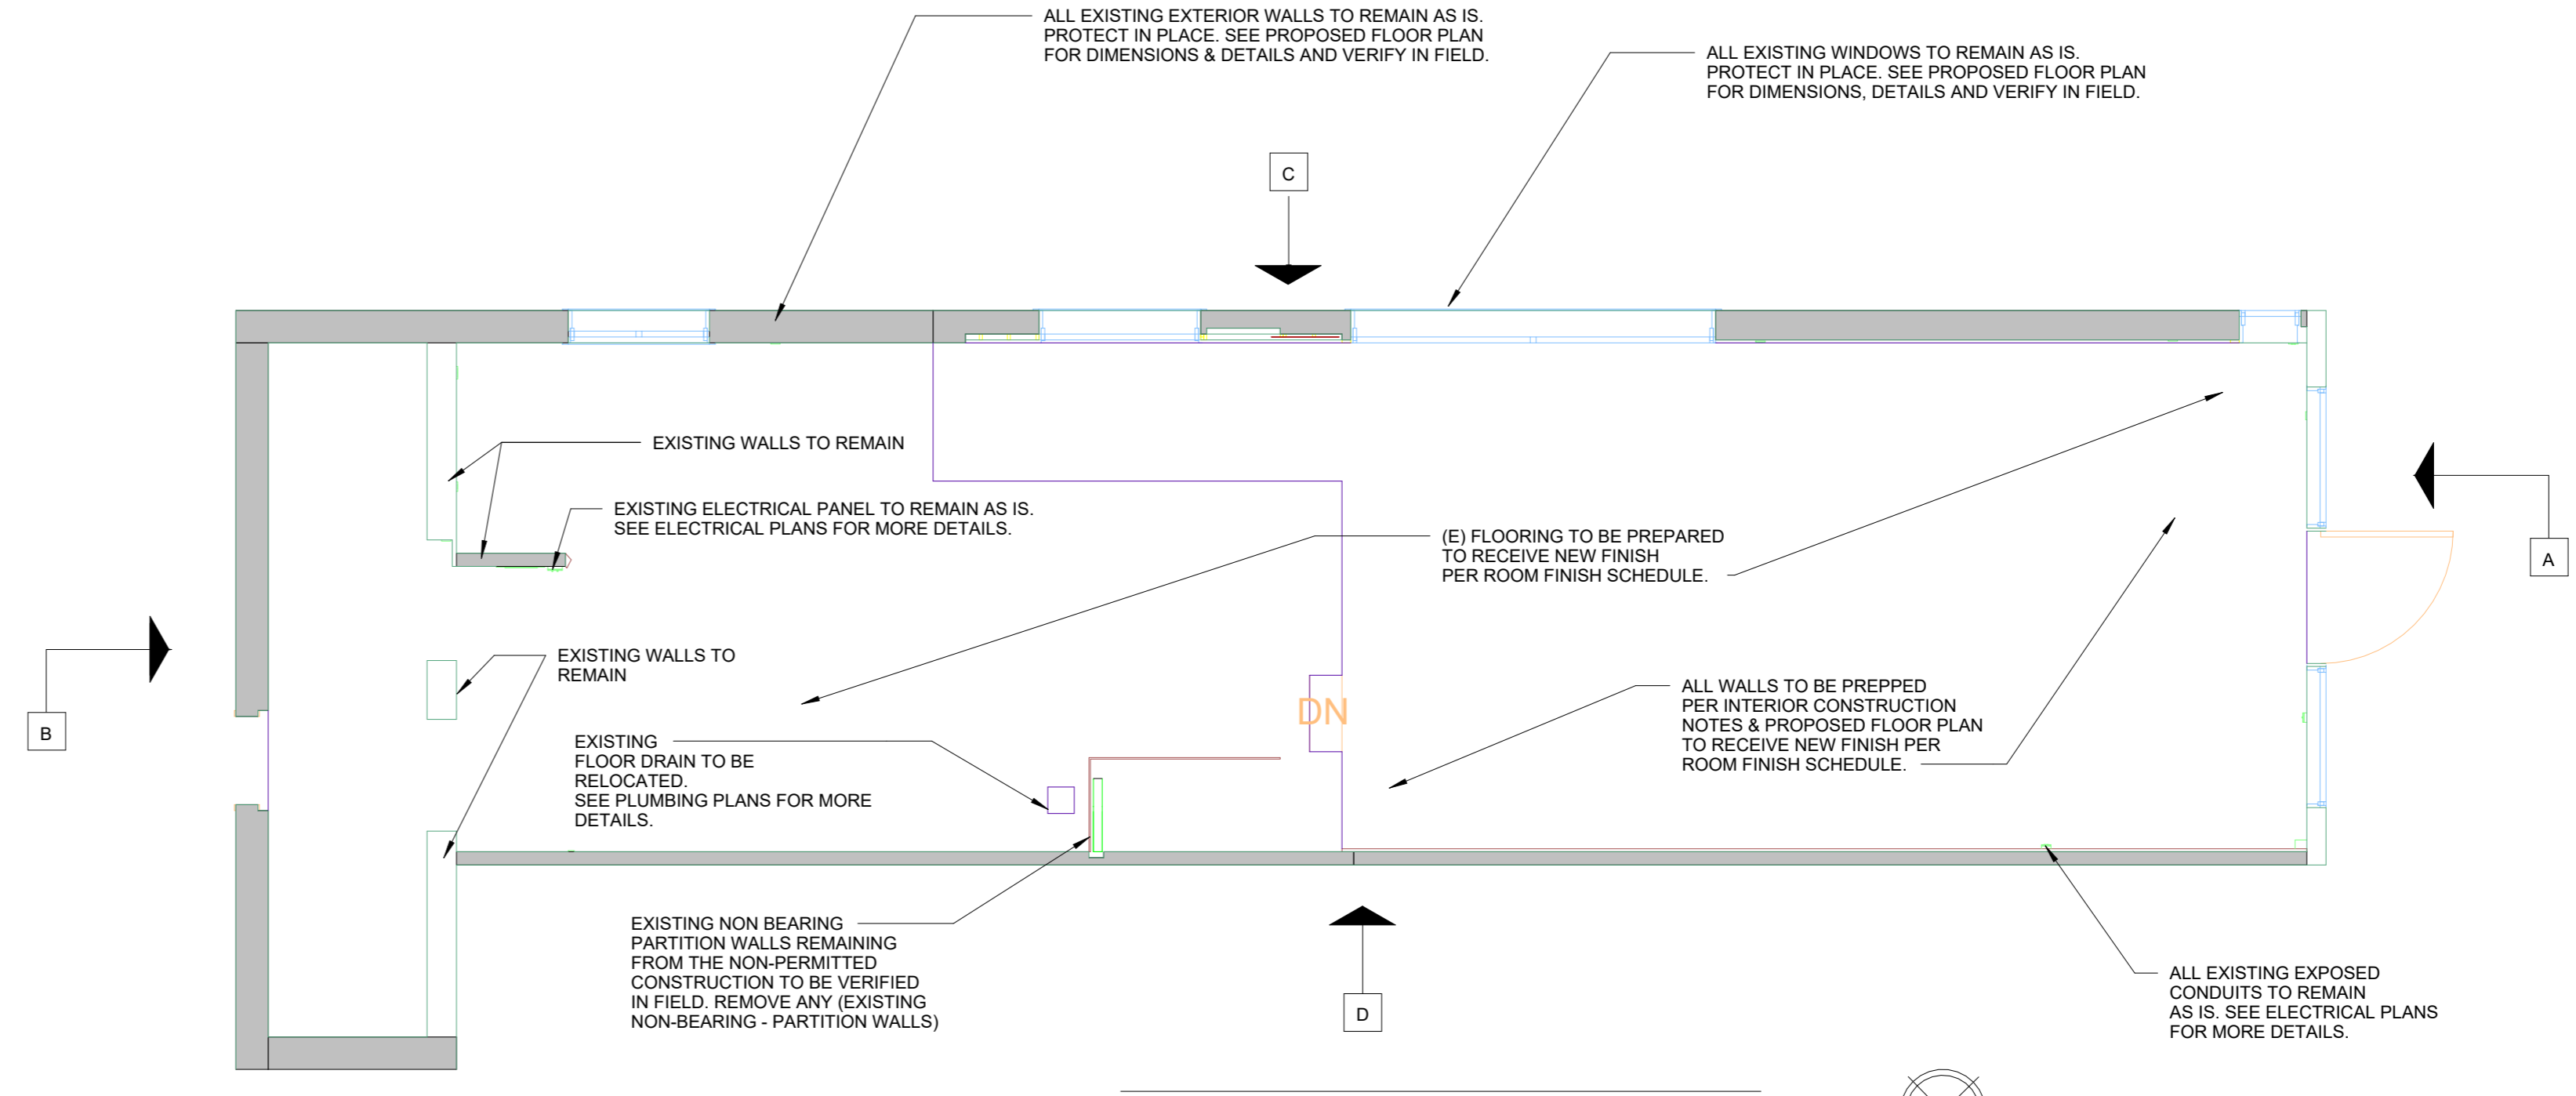 ALL EXISTING EXTERIOR WALLS TO REMAIN AS IS.
PROTECT IN PLACE. SEE PROPOSED FLOOR PLAN
FOR DIMENSIONS & DETAILS AND VERIFY IN FIELD.
ALL EXISTING WINDOWS TO REMAIN AS IS.
PROTECT IN PLACE. SEE PROPOSED FLOOR PLAN
FOR DIMENSIONS, DETAILS AND VERIFY IN FIELD.
C
EXISTING WALLS TO REMAIN
EXISTING ELECTRICAL PANEL TO REMAIN AS IS.
SEE ELECTRICAL PLANS FOR MORE DETAILS.
(E) FLOORING TO BE PREPARED
TO RECEIVE NEW FINISH
PER ROOM FINISH SCHEDULE.
A
EXISTING WALLS TO
REMAIN
B
DN
ALL WALLS TO BE PREPPED
PER INTERIOR CONSTRUCTION
NOTES & PROPOSED FLOOR PLAN
TO RECEIVE NEW FINISH PER
ROOM FINISH SCHEDULE.
EXISTING
FLOOR DRAIN TO BE
RELOCATED.
SEE PLUMBING PLANS FOR MORE
DETAILS.
EXISTING NON BEARING
PARTITION WALLS REMAINING
FROM THE NON-PERMITTED
CONSTRUCTION TO BE VERIFIED
IN FIELD. REMOVE ANY (EXISTING
NON-BEARING - PARTITION WALLS)
D
ALL EXISTING EXPOSED
CONDUITS TO REMAIN
AS IS. SEE ELECTRICAL PLANS
FOR MORE DETAILS.